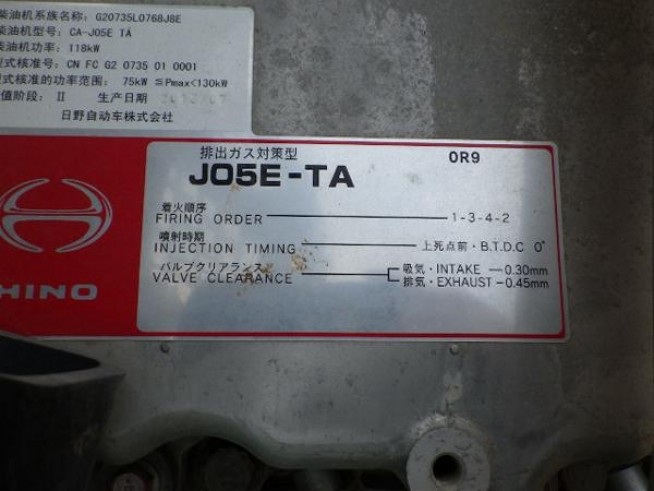 柴油机系族名称: G20735L0768J8E
柴油机型号: CA-J05E TA
柴油机功率: 118kW
型式核准号: CN FC G2 0735 01 0001
型式核准的功率范围: 75kW ≦Pmax<130kW
值阶段: Ⅱ 生产日期
日野自动车株式会社
排出ガス対策型 0R9
J05E-TA
着火順序
FIRING ORDER 1-3-4-2
噴射時期
INJECTION TIMING 上死点前・B.T.D.C 0°
バルブクリアランス 吸気・INTAKE 0.30mm
VALVE CLEARANCE 排気・EXHAUST 0.45mm
HINO